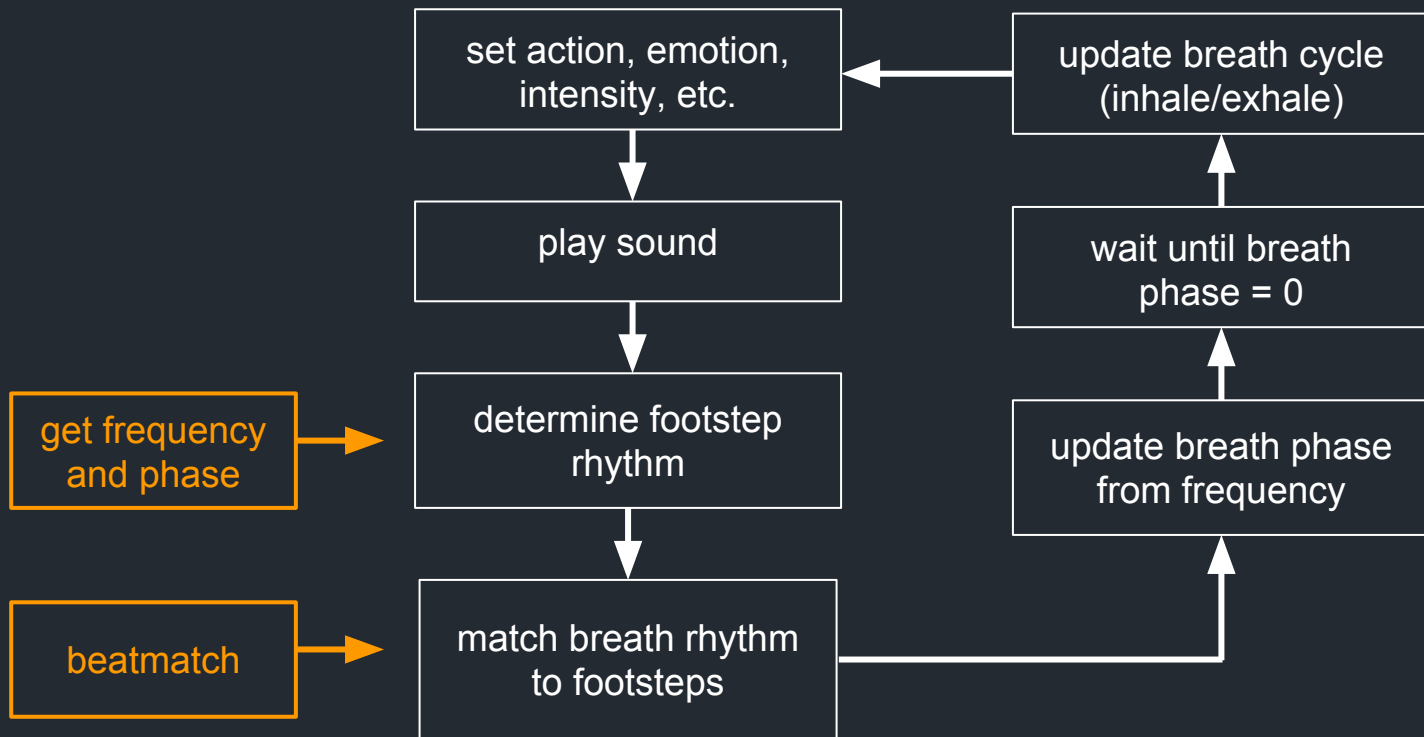 set action, emotion,
intensity, etc.
play sound
get frequency
and phase
determine footstep
rhythm
beatmatch
match breath rhythm
to footsteps
update breath phase
from frequency
wait until breath
phase = 0
update breath cycle
(inhale/exhale)